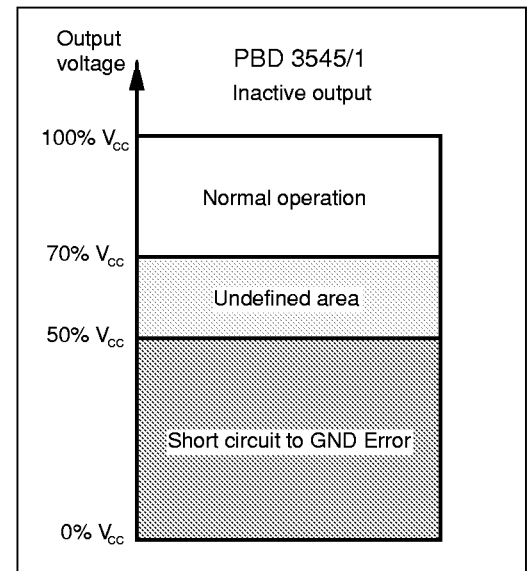 Output
voltage
PBD 3545/1
Inactive output
100% Vcc
Normal operation
70% Vcc
Undefined area
50% Vcc
Short circuit to GND Error
0% Vcc